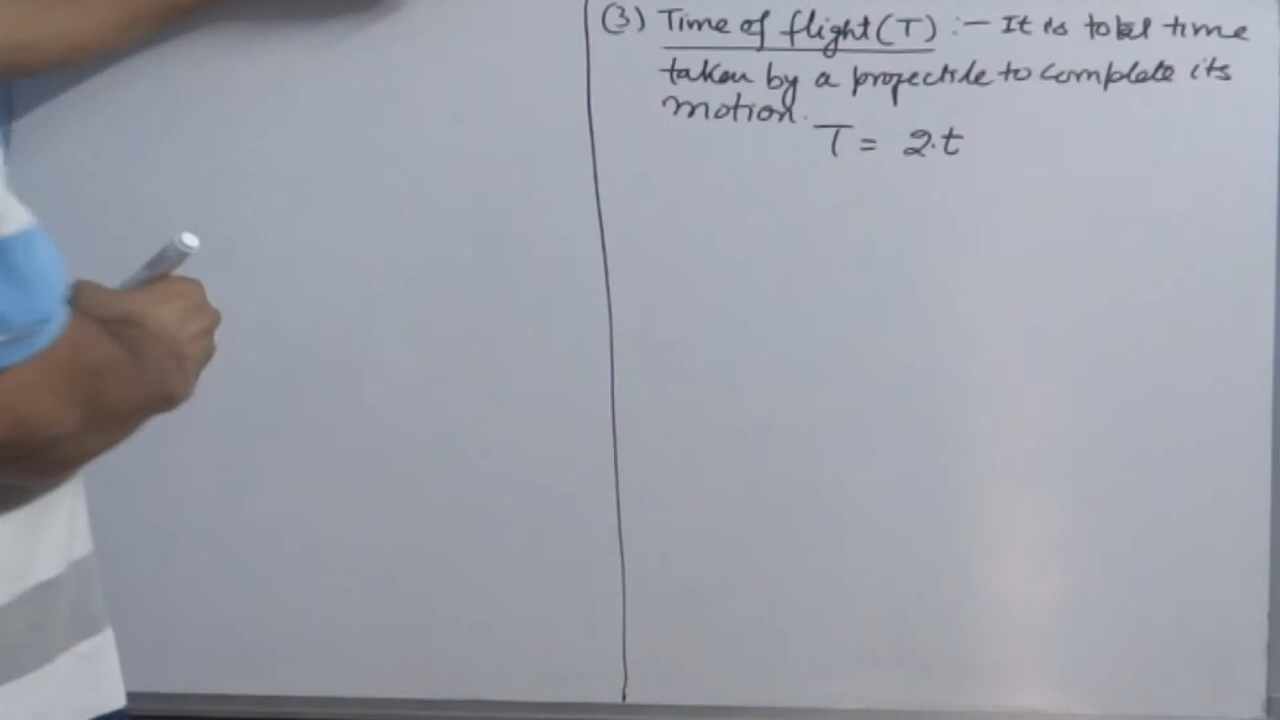 (3) Time of flight (T) :- It is total time
taken by a projectile to complete its
motion.
T = 2.t